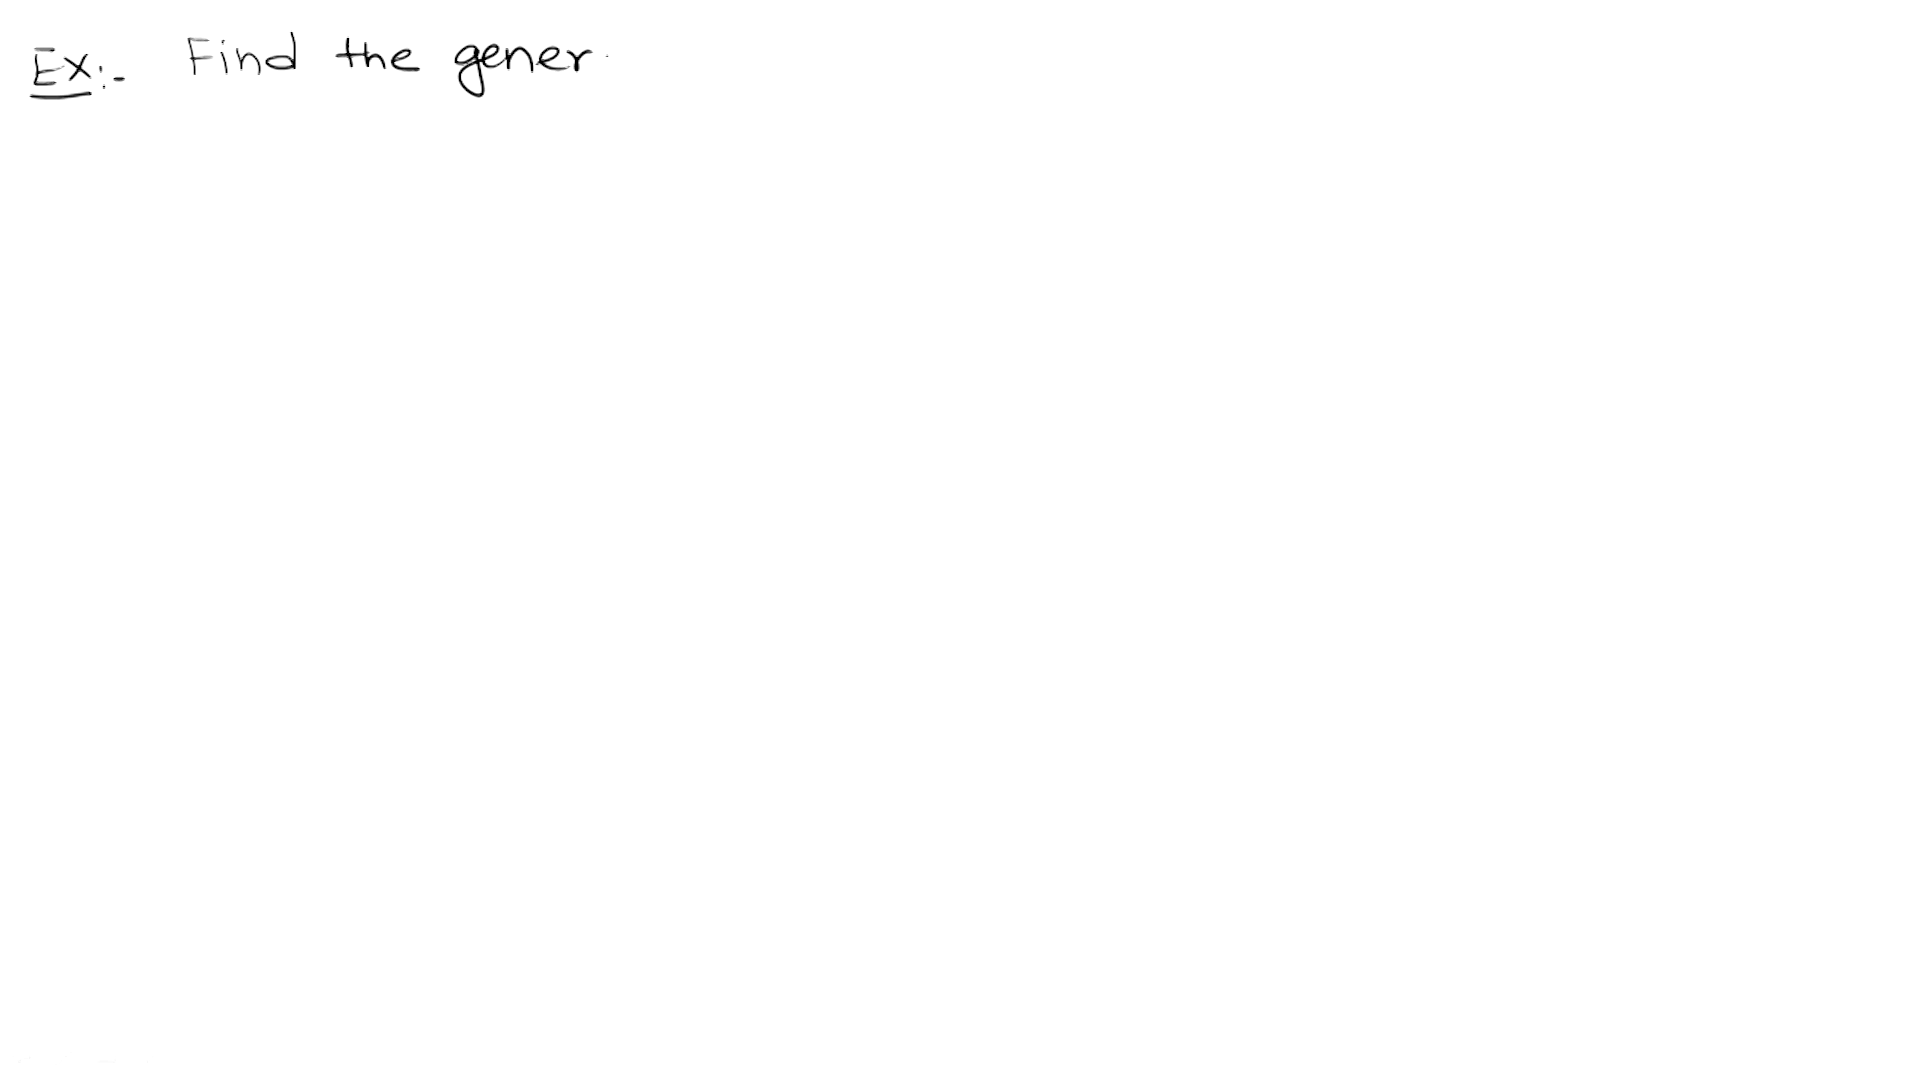 Ex:- Find the gener